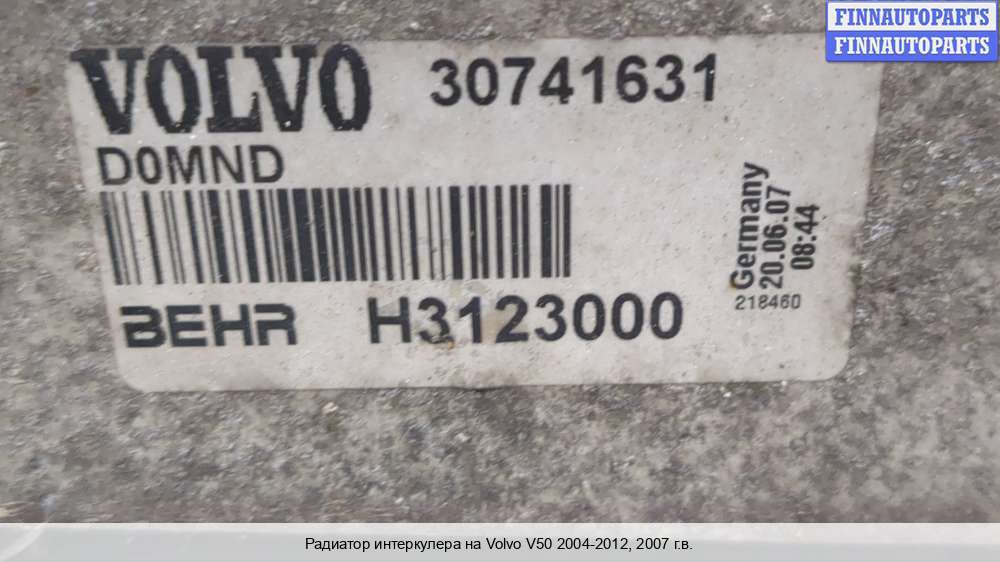 FINNAUTOPARTS
FINNAUTOPARTS
VOLVO 30741631
D0MND
Germany
20.06.07
08:44
218460
BEHR H3123000
Радиатор интеркулера на Volvo V50 2004-2012, 2007 г.в.